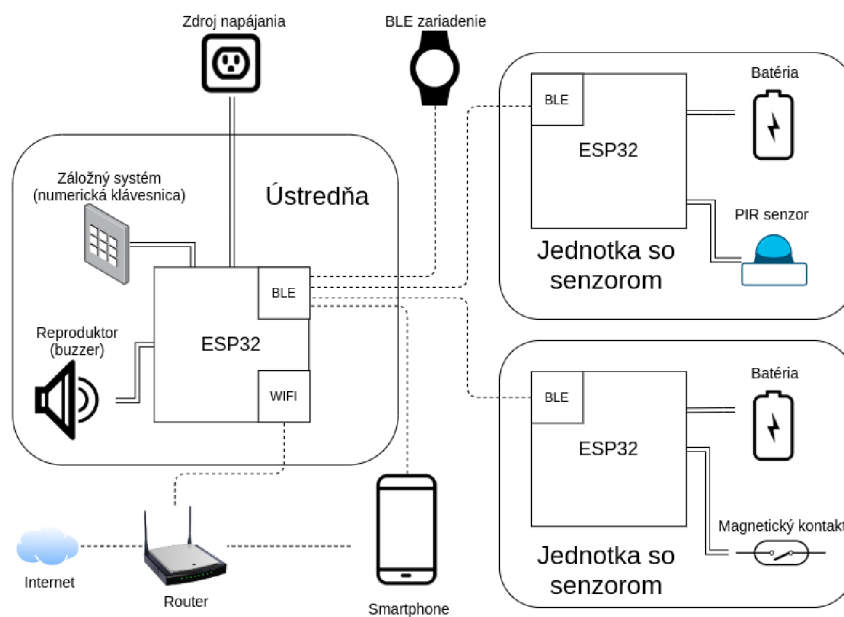 Zdroj napájania
BLE zariadenie
Záložný systém
(numerická klávesnica)
Ústredňa
BLE
ESP32
WIFI
Reproduktor
(buzzer)
Internet
Router
Smartphone
BLE
ESP32
Batéria
PIR senzor
Jednotka so
senzorom
BLE
ESP32
Batéria
Magnetický kontakt
Jednotka so
senzorom